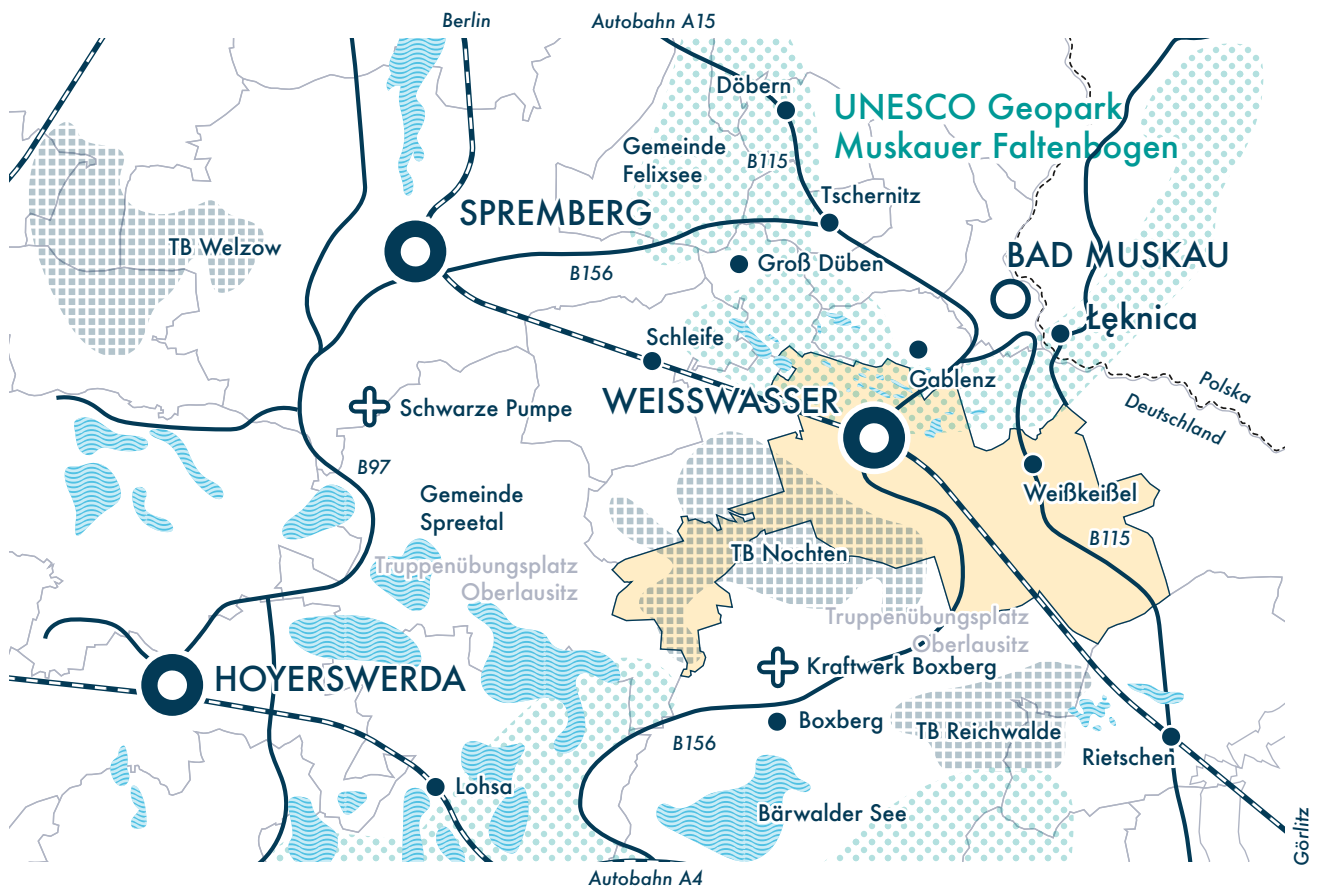 Berlin
Autobahn A15
Döbern
UNESCO Geopark
Muskauer Faltenbogen
Gemeinde
Felixsee
B115
Tschernitz
SPREMBERG
TB Welzow
BAD MUSKAU
Groß Düben
B156
Łęknica
Schleife
Gablenz
Polska
Deutschland
WEISSWASSER
Schwarze Pumpe
B97
Gemeinde
Spreetal
Weißkeißel
B115
TB Nochten
Truppenübungsplatz
Oberlausitz
Truppenübungsplatz
Oberlausitz
Kraftwerk Boxberg
HOYERSWERDA
Boxberg
TB Reichwalde
B156
Rietschen
Lohsa
Bärwalder See
Görlitz
Autobahn A4